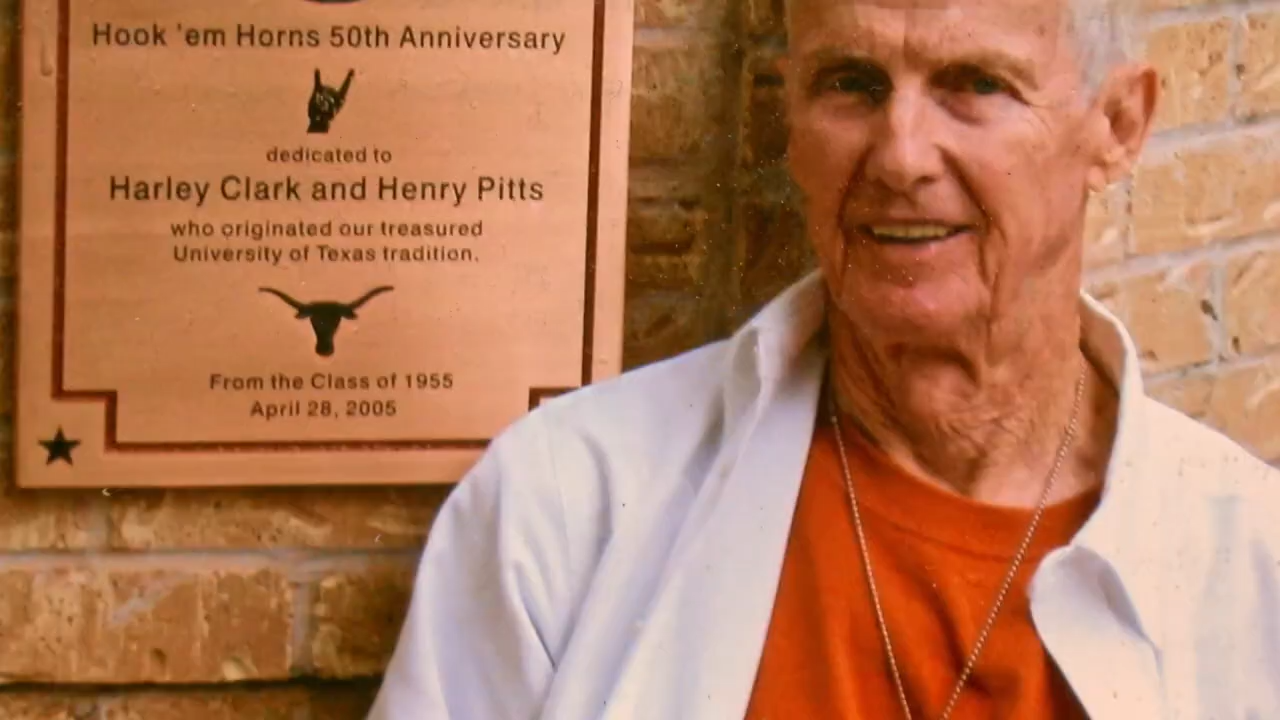 Hook 'em Horns 50th Anniversary
dedicated to
Harley Clark and Henry Pitts
who originated our treasured
University of Texas tradition.
From the Class of 1955
April 28, 2005